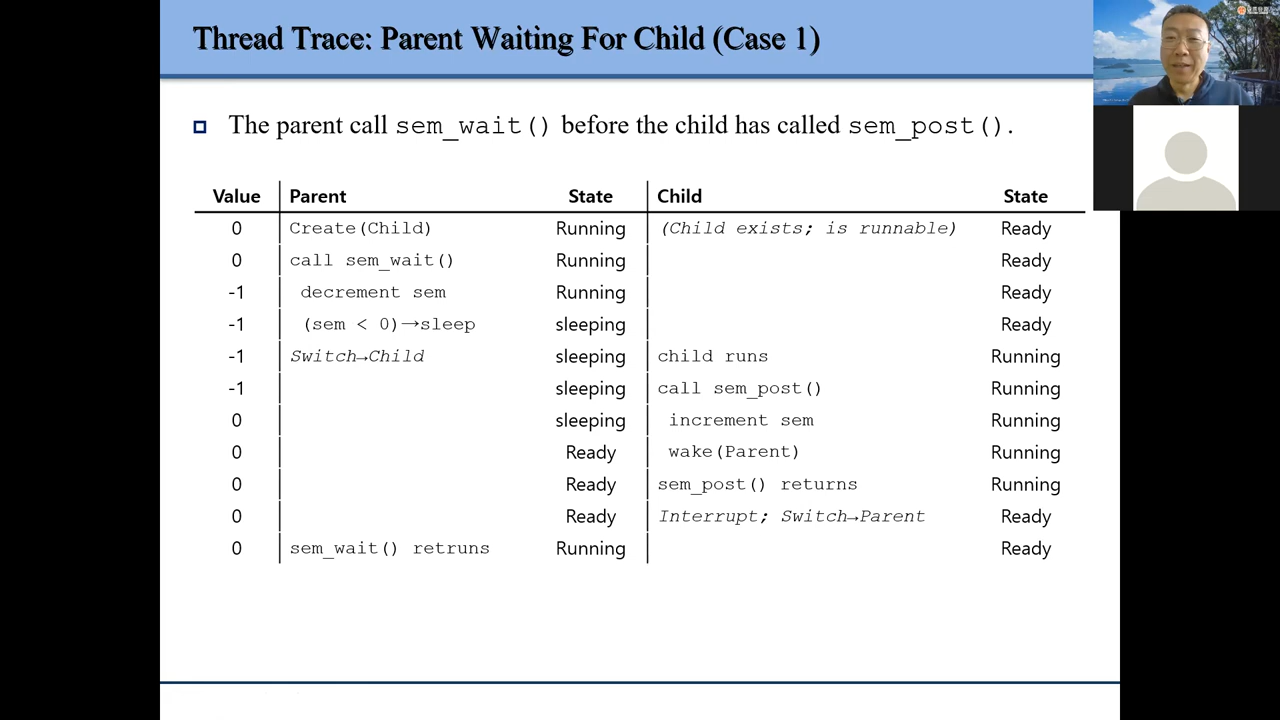 Thread Trace: Parent Waiting For Child (Case 1)
The parent call sem_wait() before the child has called sem_post().
Value Parent State Child State
0 Create(Child) Running (Child exists; is runnable) Ready
0 call sem_wait() Running Ready
-1 decrement sem Running Ready
-1 (sem < 0)→sleep sleeping Ready
-1 Switch→Child sleeping child runs Running
-1 sleeping call sem_post() Running
0 sleeping increment sem Running
0 Ready wake(Parent) Running
0 Ready sem_post() returns Running
0 Ready Interrupt; Switch→Parent Ready
0 sem_wait() retruns Running Ready